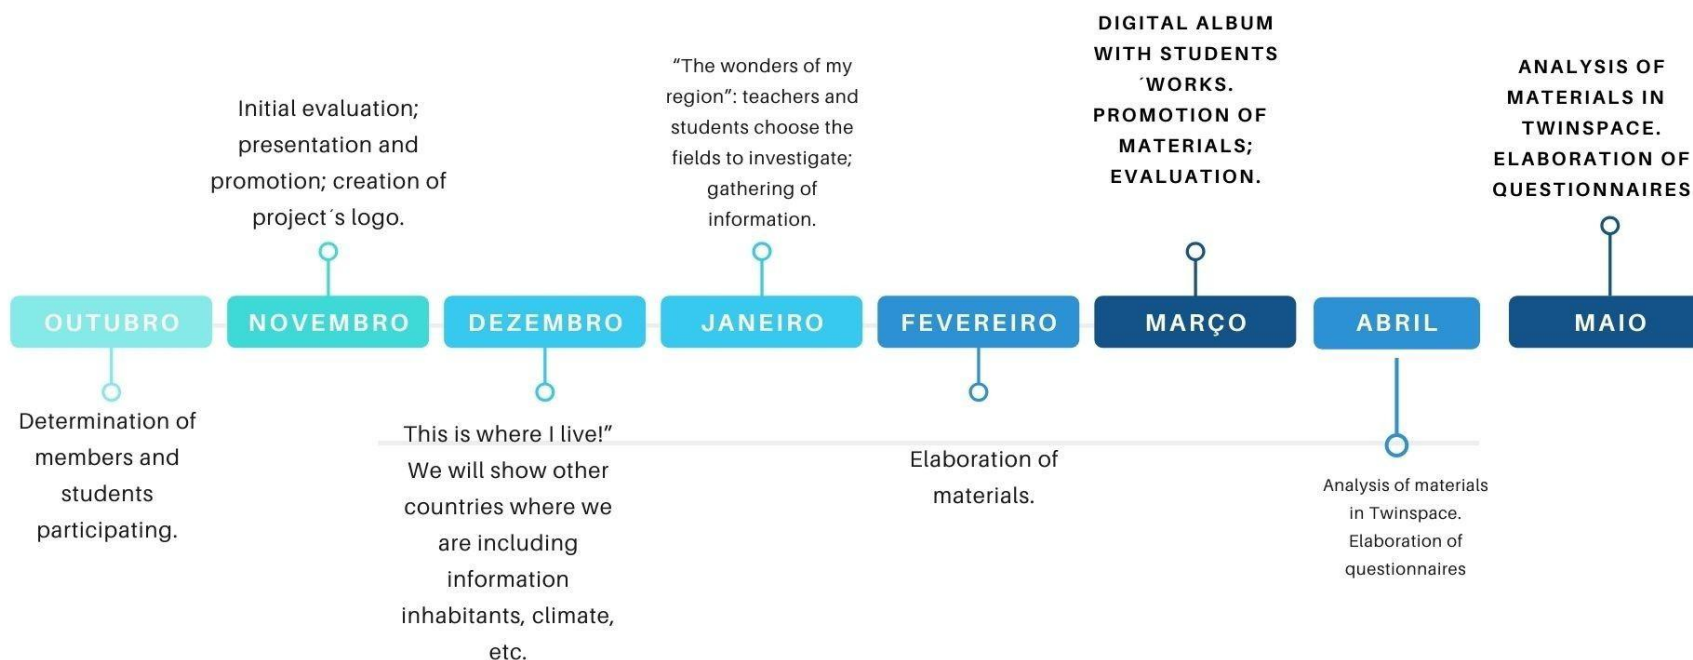 DIGITAL ALBUM
WITH STUDENTS
´WORKS.
PROMOTION OF
MATERIALS;
EVALUATION.
“The wonders of my
region”: teachers and
students choose the
fields to investigate;
gathering of
information.
ANALYSIS OF
MATERIALS IN
TWINSPACE.
ELABORATION OF
QUESTIONNAIRES
Initial evaluation;
presentation and
promotion; creation of
project´s logo.
OUTUBRO
NOVEMBRO
DEZEMBRO
JANEIRO
FEVEREIRO
MARÇO
ABRIL
MAIO
Determination of
members and
students
participating.
This is where I live!”
We will show other
countries where we
are including
information
inhabitants, climate,
etc.
Elaboration of
materials.
Analysis of materials
in Twinspace.
Elaboration of
questionnaires